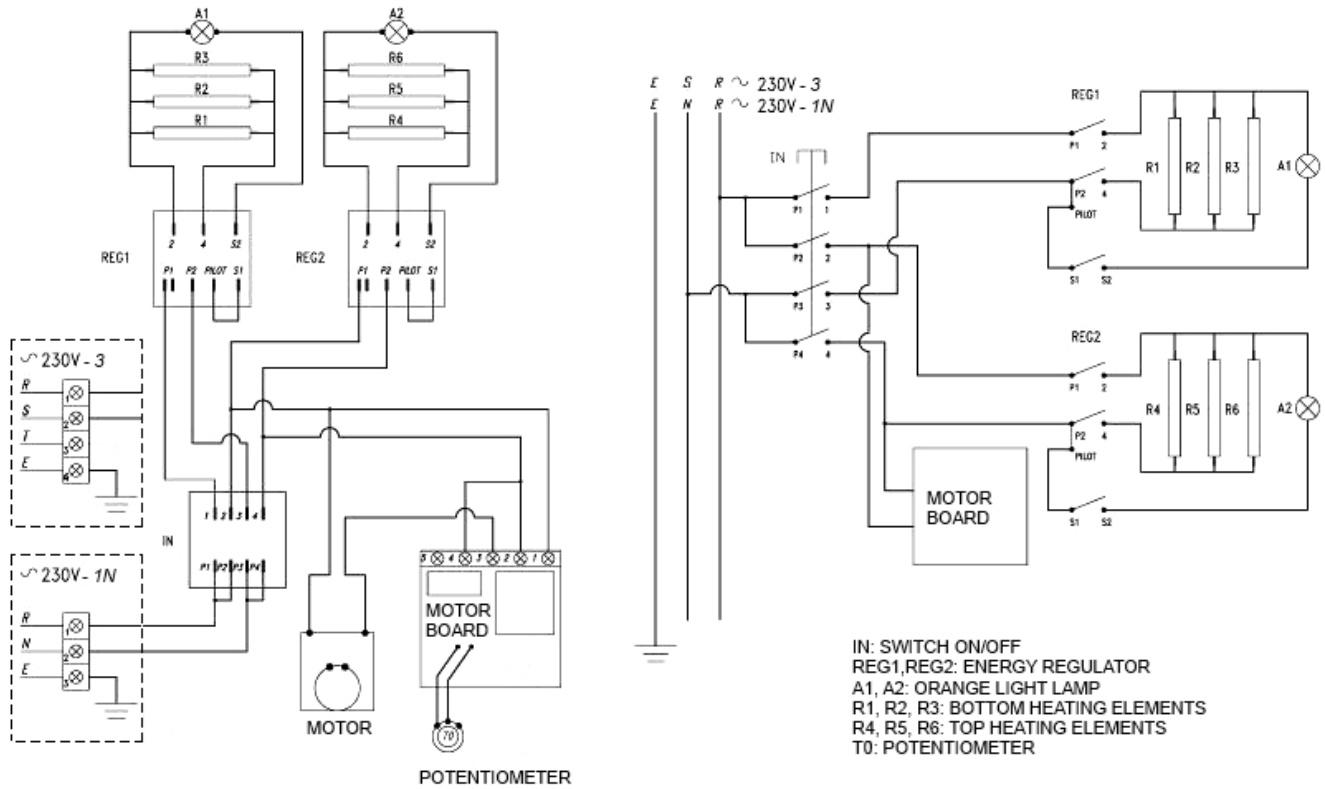 A1
A2
R3
R2
R1
R6
R5
R4
2 4 S2
REG1
P1 P2 PILOT S1
2 4 S2
REG2
P1 P2 PILOT S1
~ 230V - 3
R
1
S
2
T
3
E
4
1 2 3 4
IN
P1 P2 P3 P4
~ 230V - 1N
R
1
N
2
E
3
MOTOR
5 4 3 2 1
MOTOR
BOARD
T0
POTENTIOMETER
E S R ~ 230V - 3
E N R ~ 230V - 1N
IN
P1 1
P2 2
P3 3
P4 4
REG1
P1 2
P2 4
PILOT
S1 S2
R1 R2 R3 A1
REG2
P1 2
P2 4
PILOT
S1 S2
R4 R5 R6 A2
MOTOR
BOARD
IN: SWITCH ON/OFF
REG1,REG2: ENERGY REGULATOR
A1, A2: ORANGE LIGHT LAMP
R1, R2, R3: BOTTOM HEATING ELEMENTS
R4, R5, R6: TOP HEATING ELEMENTS
T0: POTENTIOMETER